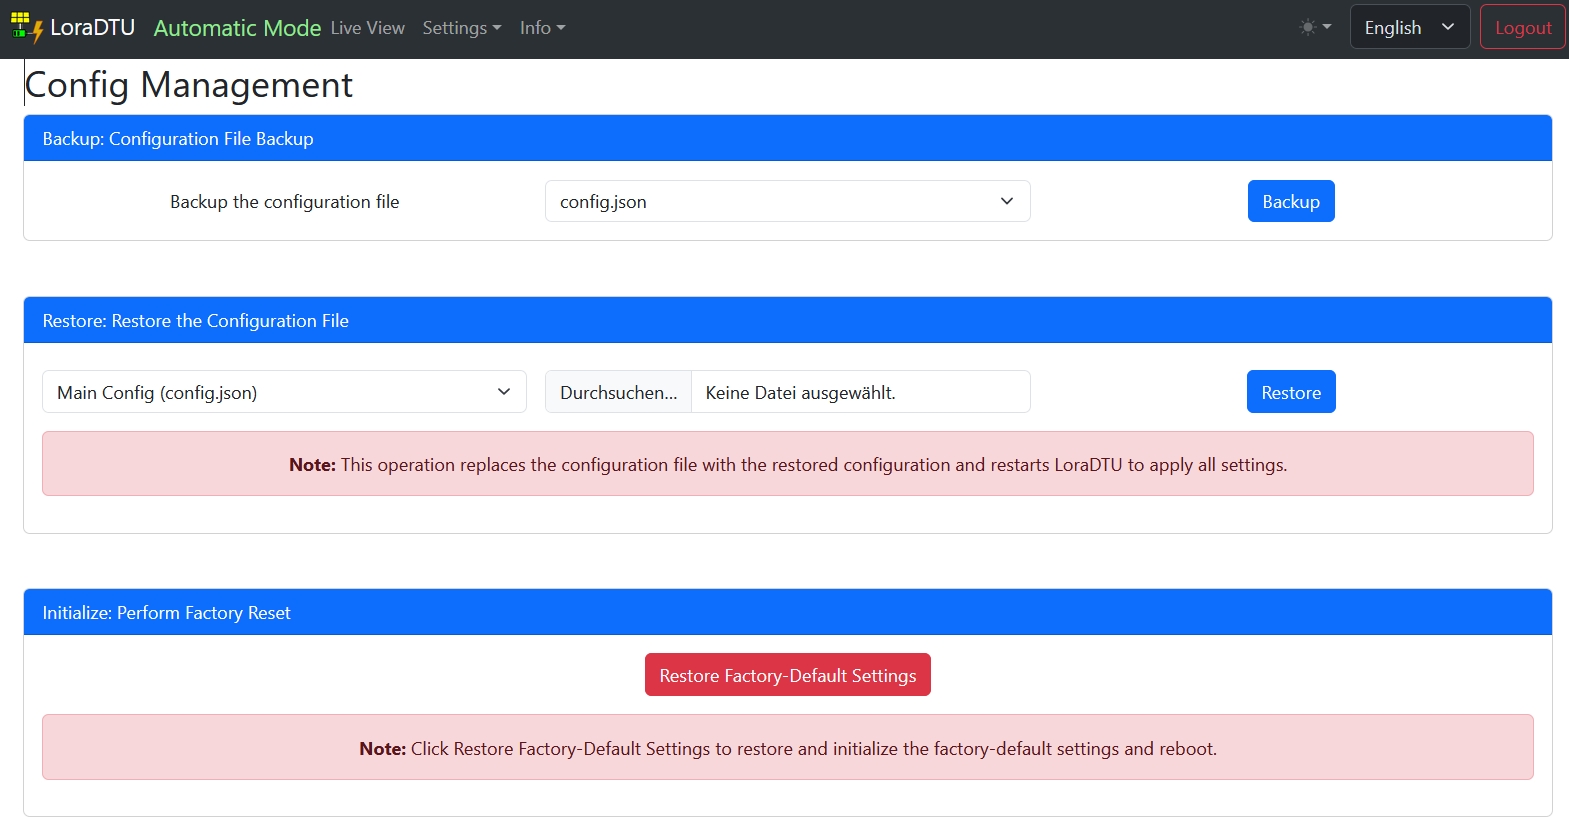 LoraDTU Automatic Mode Live View Settings Info English Logout
Config Management
Backup: Configuration File Backup
Backup the configuration file config.json Backup
Restore: Restore the Configuration File
Main Config (config.json) Durchsuchen... Keine Datei ausgewählt. Restore
Note: This operation replaces the configuration file with the restored configuration and restarts LoraDTU to apply all settings.
Initialize: Perform Factory Reset
Restore Factory-Default Settings
Note: Click Restore Factory-Default Settings to restore and initialize the factory-default settings and reboot.